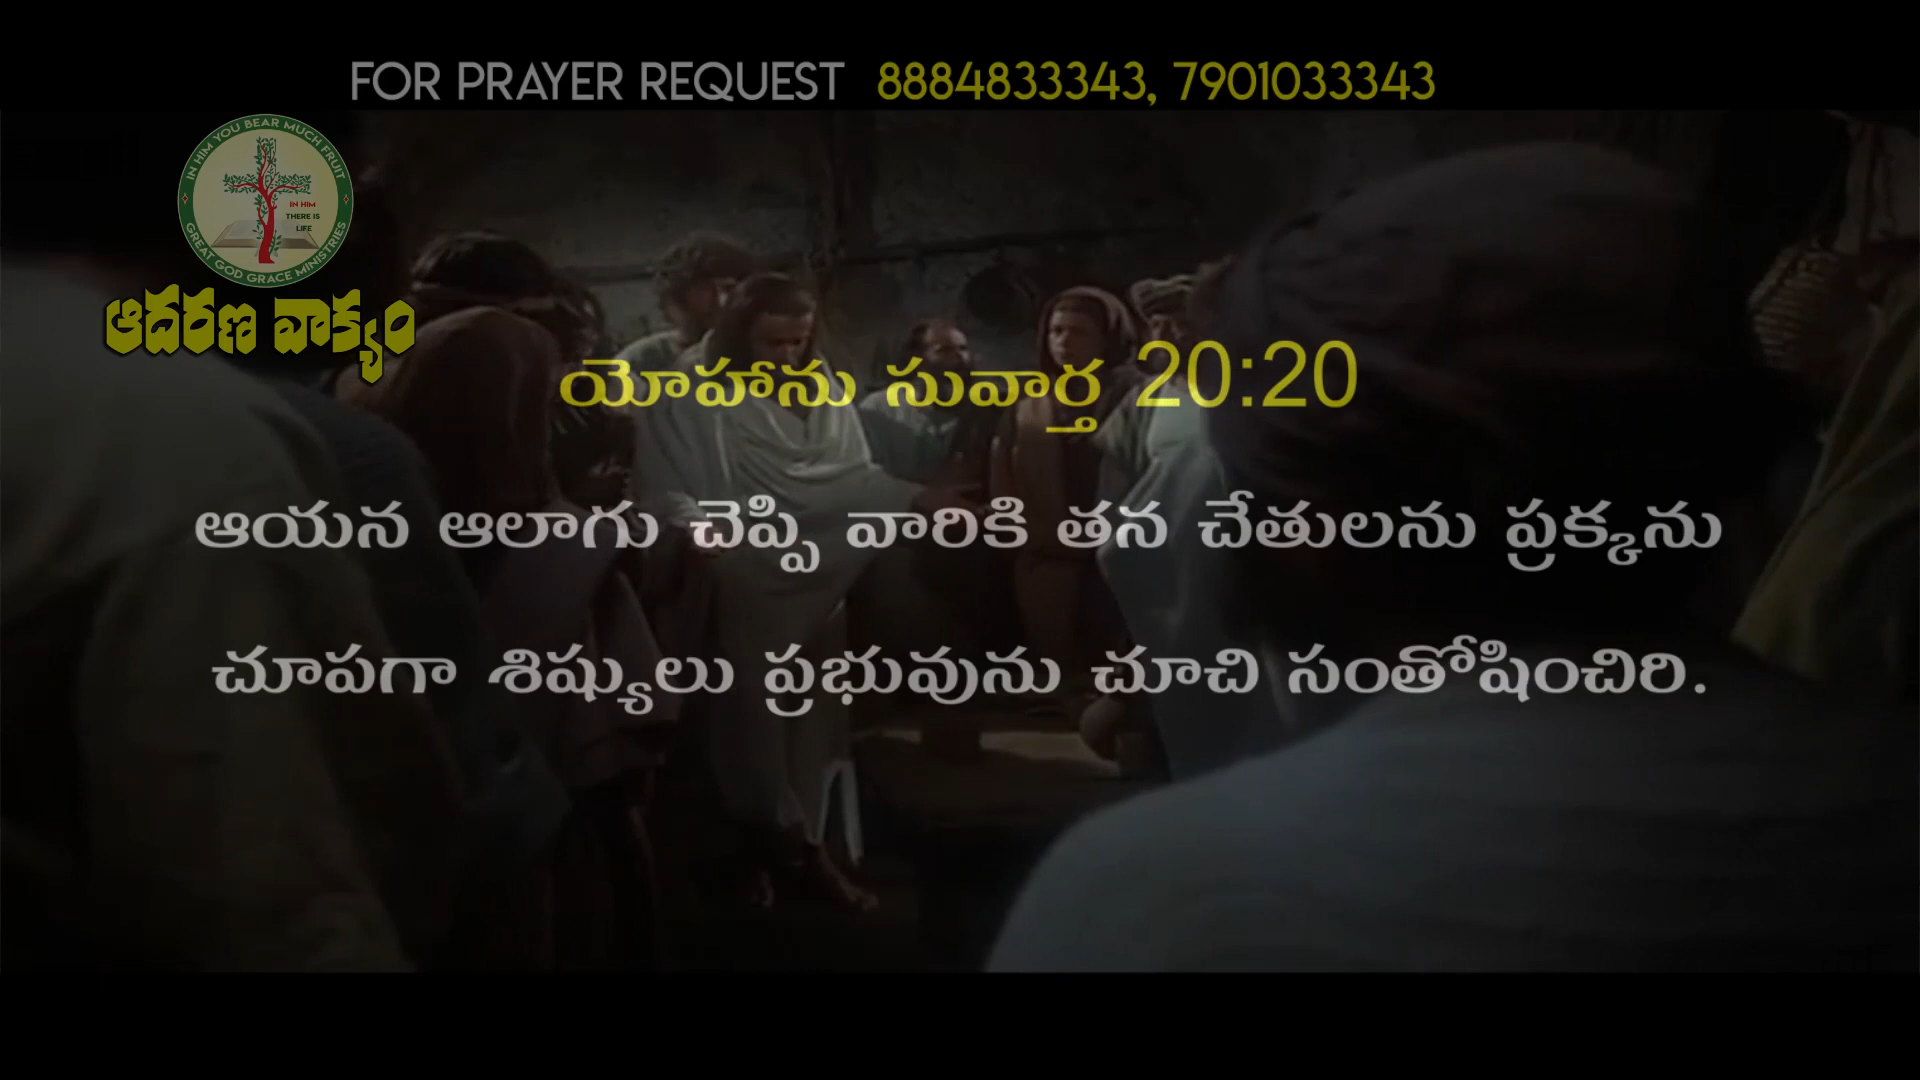 FOR PRAYER REQUEST 8884833343, 7901033343
IN HIM YOU BEAR MUCH FRUIT
IN HIM
THERE IS
LIFE
GREAT GOD GRACE MINISTRIES
ఆదరణ వాక్యం
యోహాను సువార్త 20:20
ఆయన ఆలాగు చెప్పి వారికి తన చేతులను ప్రక్కను
చూపగా శిష్యులు ప్రభువును చూచి సంతోషించిరి.